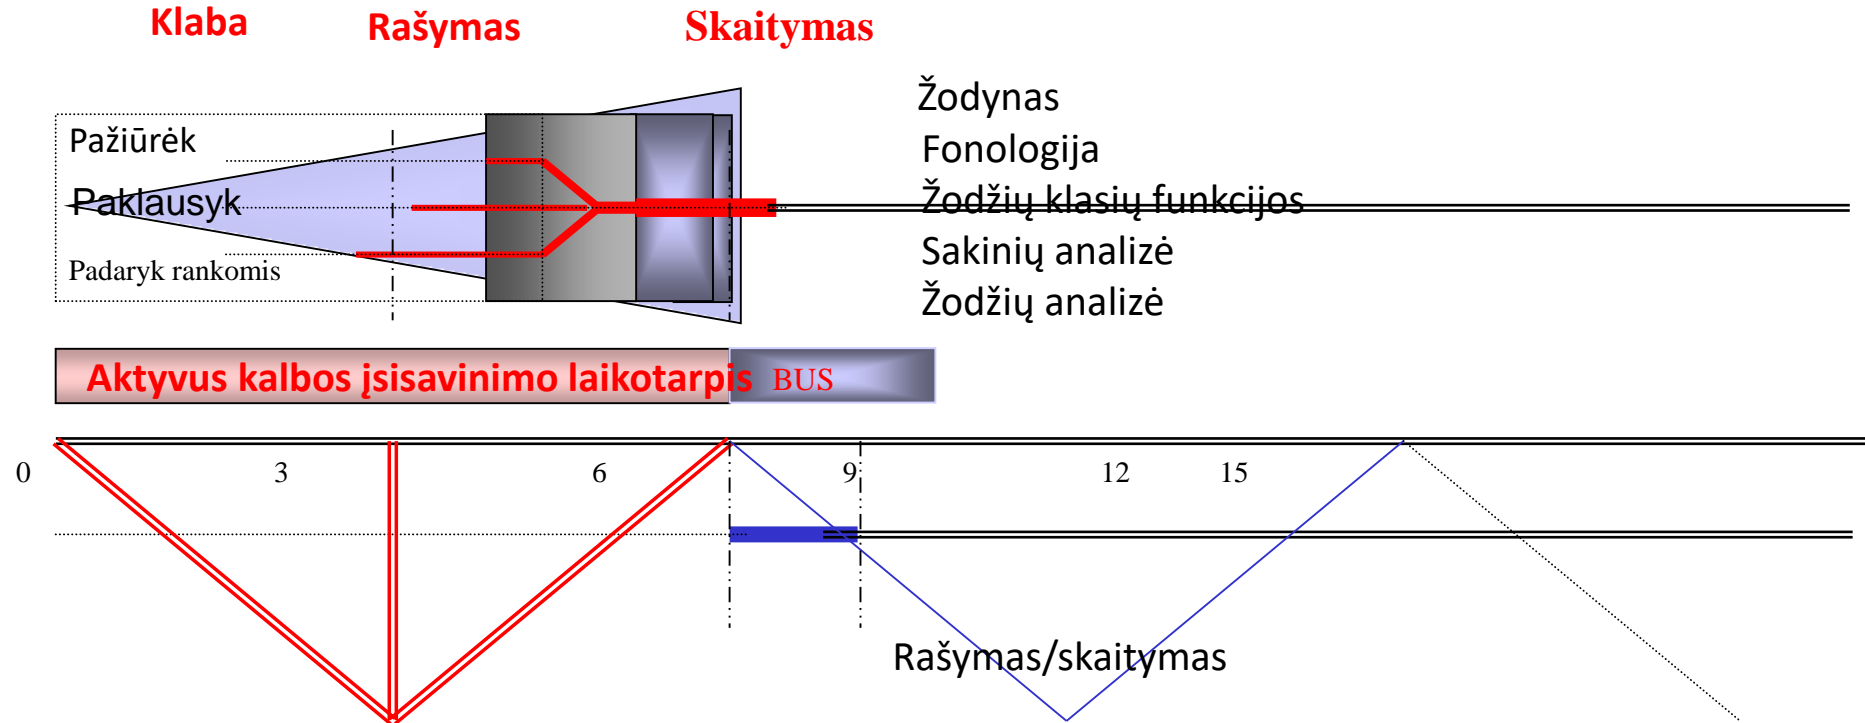 Klaba Rašymas Skaitymas
Pažiūrėk
Paklausyk
Padaryk rankomis
Žodynas
Fonologija
Žodžių klasių funkcijos
Sakinių analizė
Žodžių analizė
Aktyvus kalbos įsisavinimo laikotarpis BUS
0 3 6 9 12 15
Rašymas/skaitymas